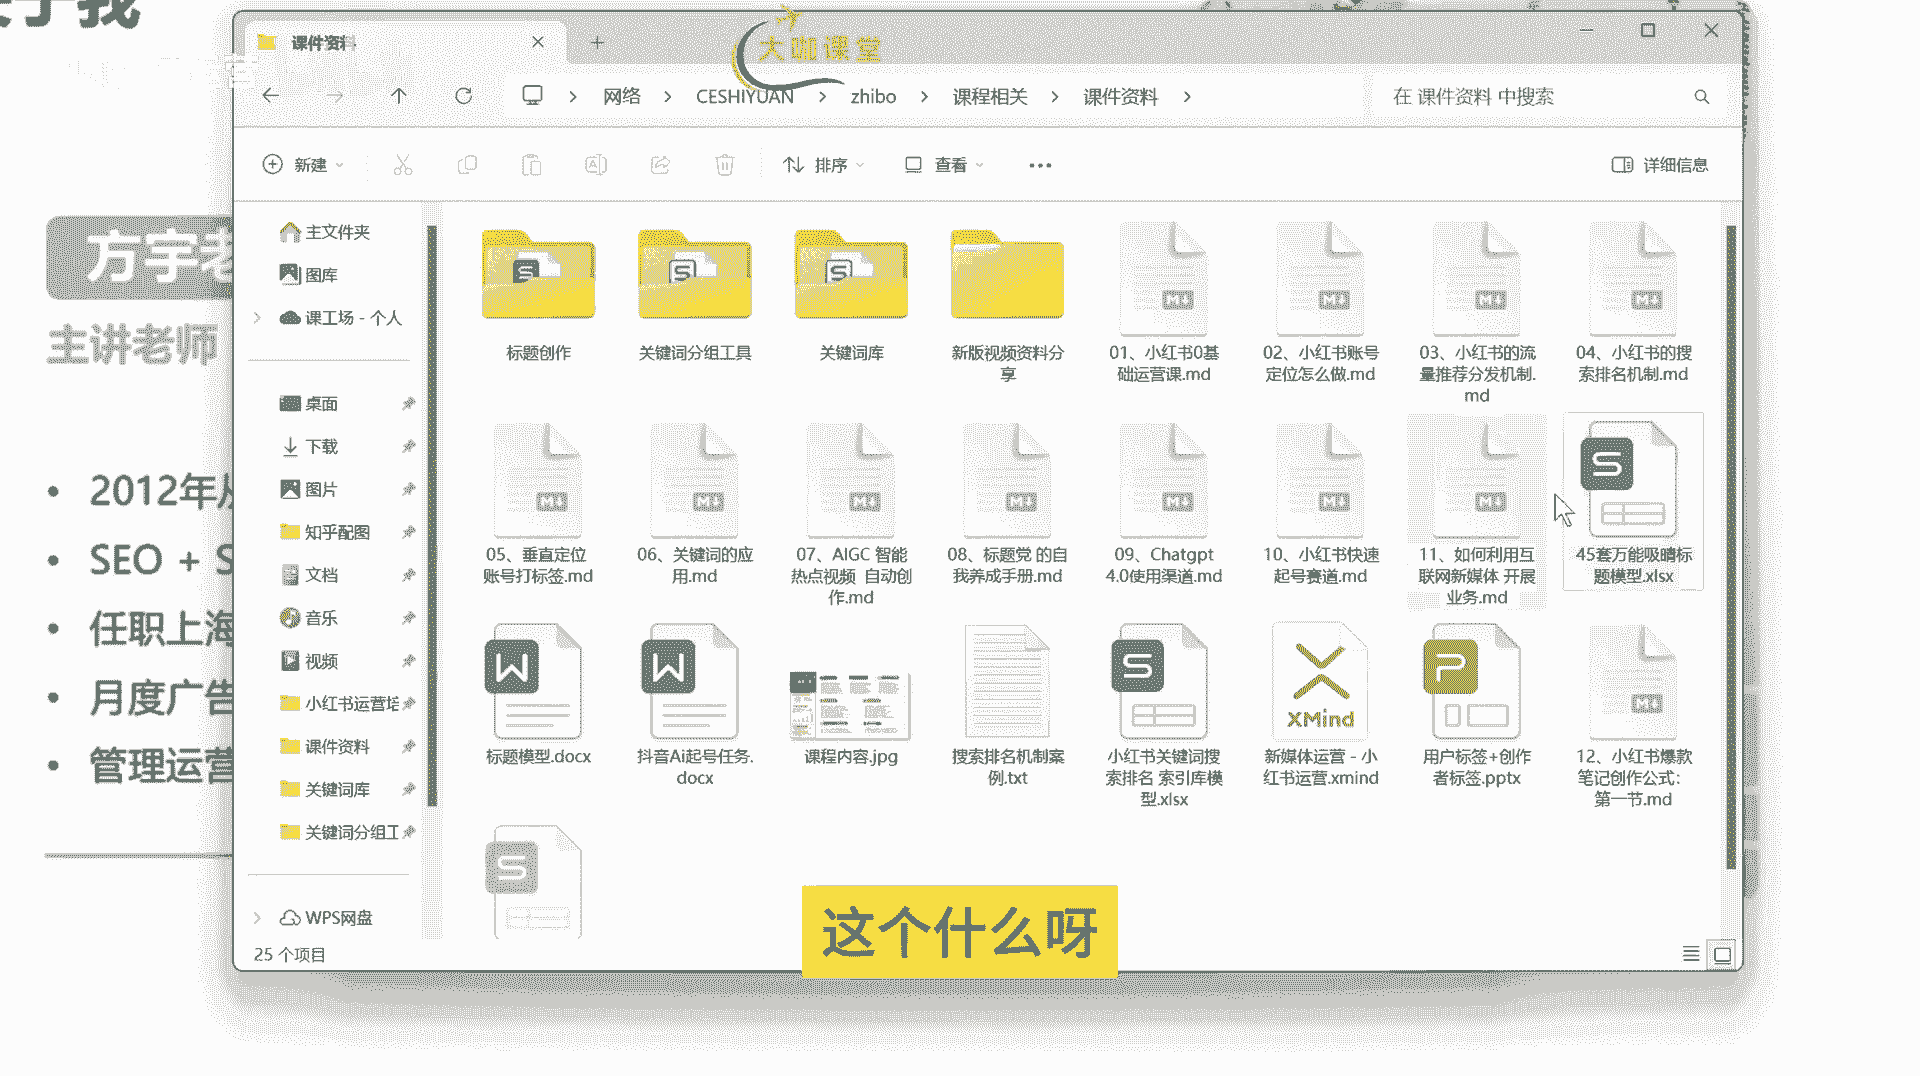 课件资料
大咖课堂
网络
CESHIYUAN
zhibo
课程相关
课件资料
在 课件资料 中搜索
新建
排序
查看
详细信息
方宇老
主讲老师
2012年从
SEO + S
任职上海
月度广告
管理运营
主文件夹
图库
课工场 - 个人
桌面
下载
图片
知乎配图
文档
音乐
视频
小红书运营培
课件资料
关键词库
关键词分组工
WPS网盘
25 个项目
标题创作
关键词分组工具
关键词库
新版视频资料分
享
01、小红书0基
础运营课.md
02、小红书账号
定位怎么做.md
03、小红书的流
量推荐分发机制.
md
04、小红书的搜
索排名机制.md
05、垂直定位
账号打标签.md
06、关键词的应
用.md
07、AIGC 智能
热点视频 自动创
作.md
08、标题党 的自
我养成手册.md
09、Chatgpt
4.0使用渠道.md
10、小红书快速
起号赛道.md
11、如何利用互
联网新媒体 开展
业务.md
45套万能吸睛标
题模型.xlsx
标题模型.docx
抖音Ai起号任务.
docx
课程内容.jpg
搜索排名机制案
例.txt
小红书关键词搜
索排名 索引库模
型.xlsx
XMind
新媒体运营 - 小
红书运营.xmind
用户标签+创作
者标签.pptx
12、小红书爆款
笔记创作公式：
第一节.md
这个什么呀